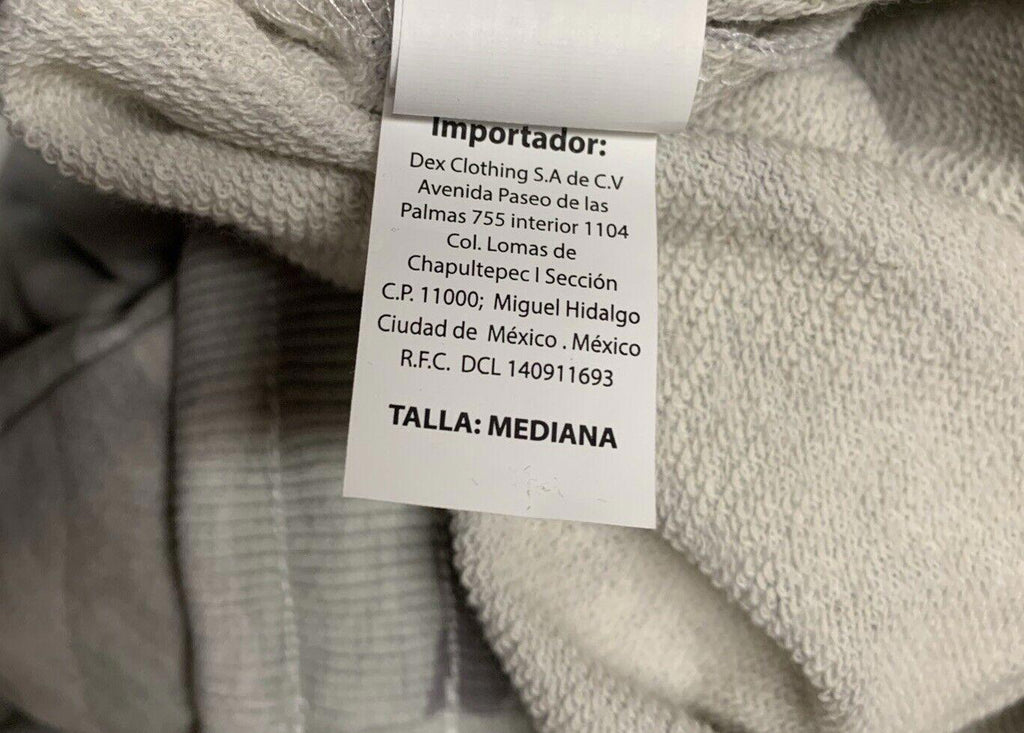 Importador:
Dex Clothing S.A de C.V
Avenida Paseo de las
Palmas 755 interior 1104
Col. Lomas de
Chapultepec I Sección
C.P. 11000; Miguel Hidalgo
Ciudad de México . México
R.F.C. DCL 140911693
TALLA: MEDIANA